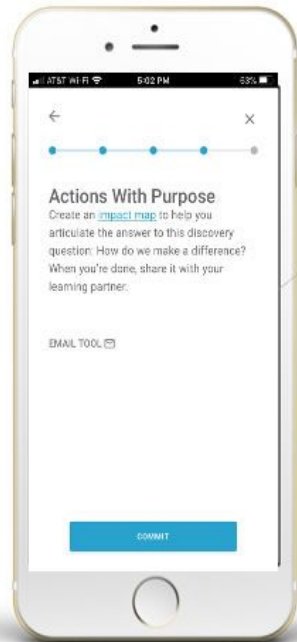 AT&T Wi-Fi 5:02 PM 63%
Actions With Purpose
Create an impact map to help you
articulate the answer to this discovery
question: How do we make a difference?
When you're done, share it with your
learning partner.
EMAIL TOOL
COMMIT